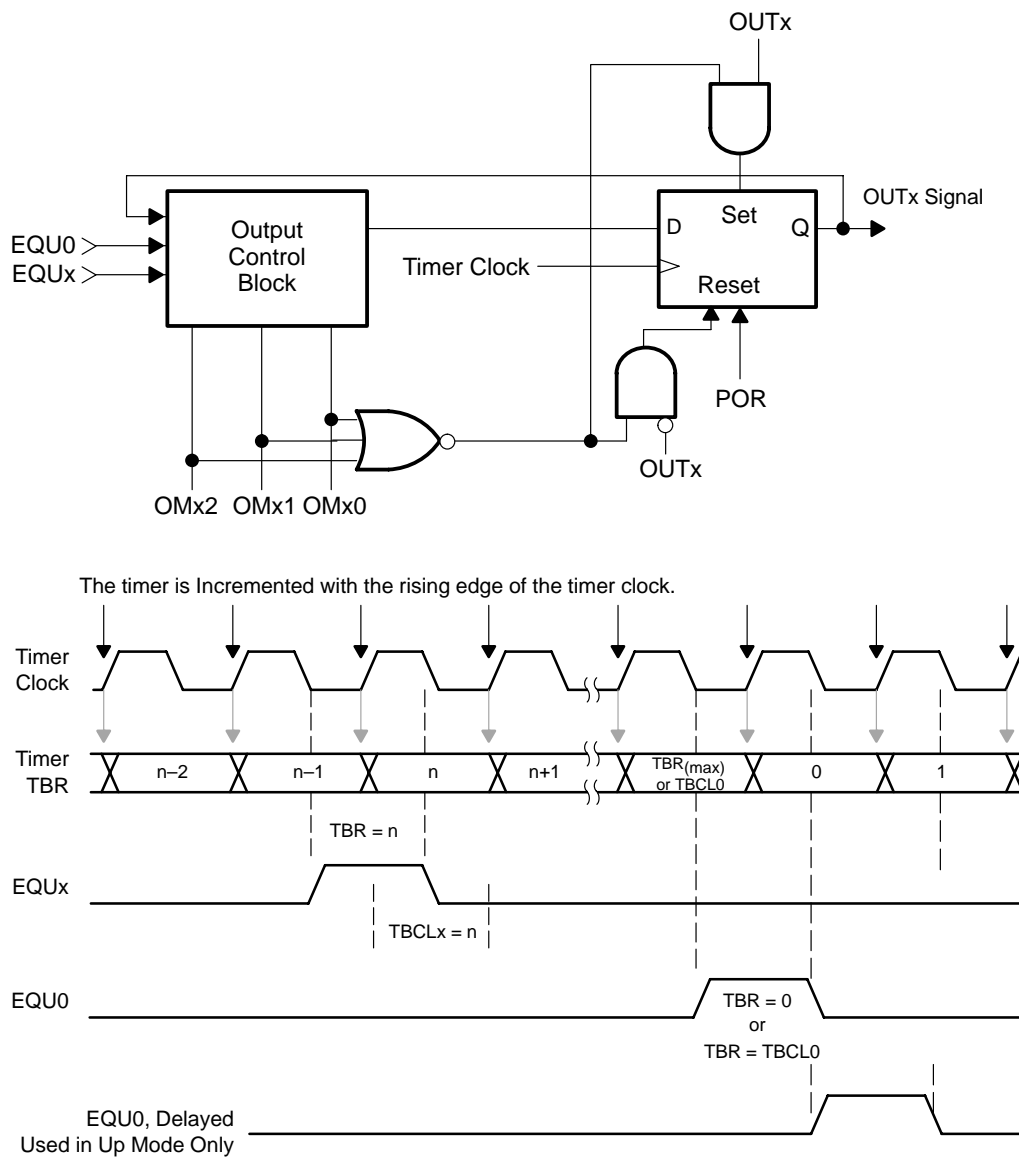 OUTx
OUTx Signal
Output
Control
Block
EQU0
EQUx
Set
D
Q
Timer Clock
Reset
POR
OUTx
OMx2 OMx1 OMx0
The timer is Incremented with the rising edge of the timer clock.
Timer
Clock
Timer
TBR
n–2
n–1
n
n+1
TBR(max)
or TBCL0
0
1
TBR = n
EQUx
TBCLx = n
EQU0
TBR = 0
or
TBR = TBCL0
EQU0, Delayed
Used in Up Mode Only